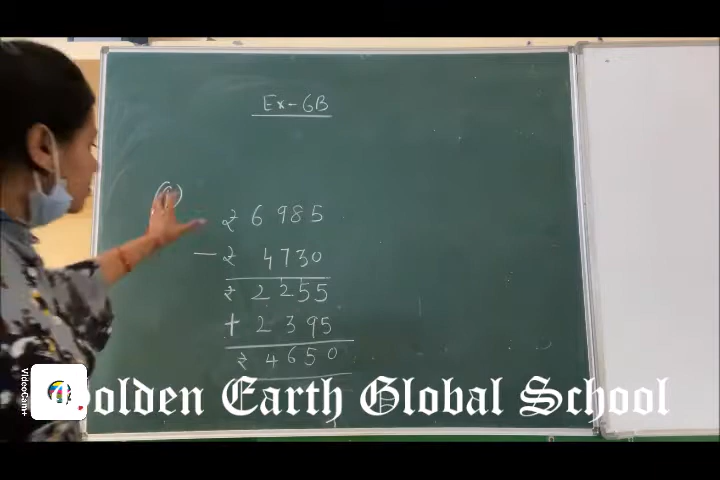 Ex-6B
₹ 6985
- ₹ 4730
₹ 2255
+ 2395
₹ 4650
Golden Earth Global School
VideoCam+